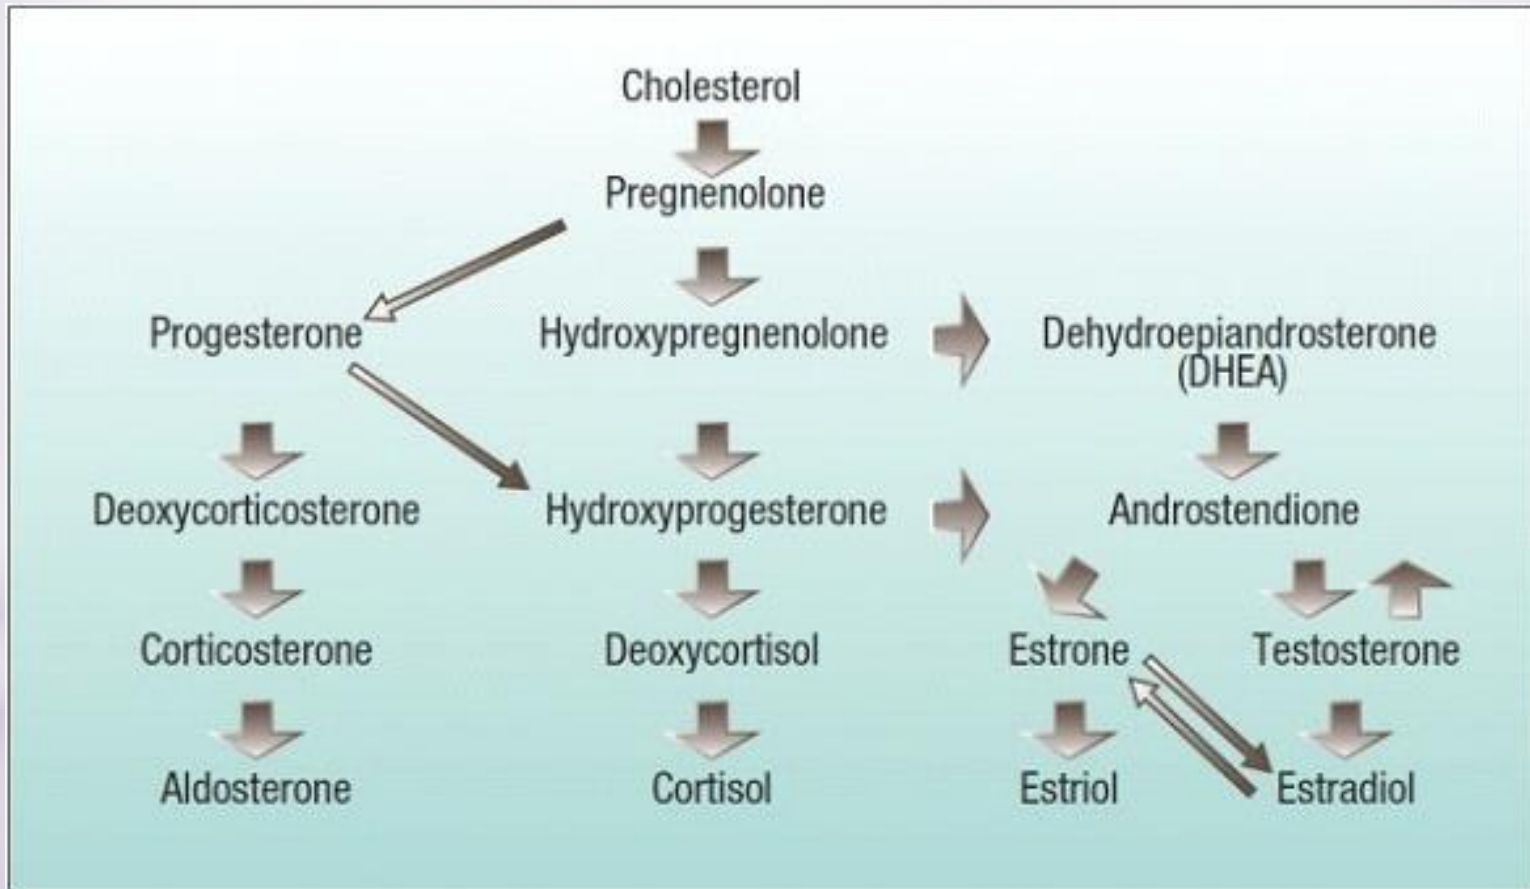 Cholesterol
Pregnenolone
Progesterone
Hydroxypregnenolone
Dehydroepiandrosterone
(DHEA)
Deoxycorticosterone
Hydroxyprogesterone
Androstendione
Corticosterone
Deoxycortisol
Estrone
Testosterone
Aldosterone
Cortisol
Estriol
Estradiol